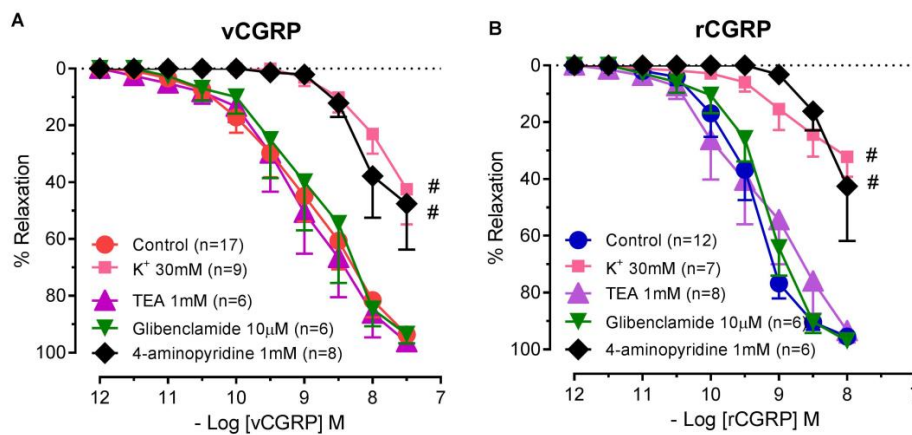 A
vCGRP
0
20
40
60
80
100
% Relaxation
#
#
Control (n=17)
K⁺ 30mM (n=9)
TEA 1mM (n=6)
Glibenclamide 10μM (n=6)
4-aminopyridine 1mM (n=8)
12 11 10 9 8 7
- Log [vCGRP] M
B
rCGRP
0
20
40
60
80
100
% Relaxation
#
#
Control (n=12)
K⁺ 30mM (n=7)
TEA 1mM (n=8)
Glibenclamide 10μM (n=6)
4-aminopyridine 1mM (n=6)
12 11 10 9 8 7
- Log [rCGRP] M